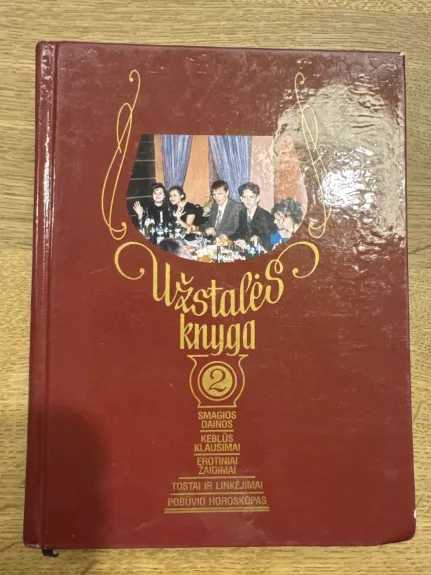 Užstalės
knyga
2
SMAGIOS
DAINOS
KEBLŪS
KLAUSIMAI
EROTINIAI
ŽAIDIMAI
TOSTAI IR LINKĖJIMAI
POBŪVIO HOROSKOPAS